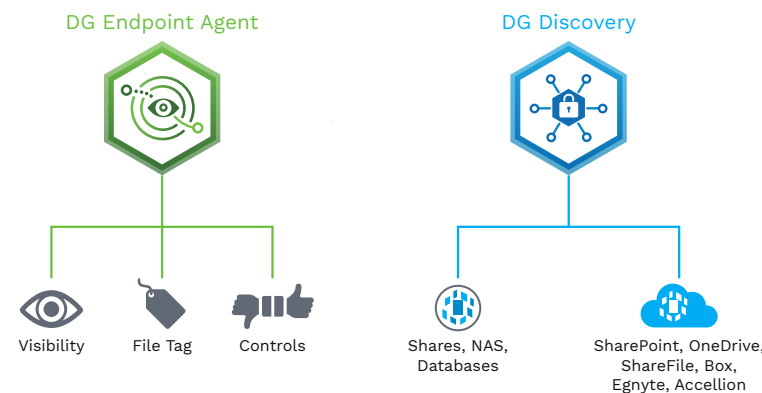 DG Endpoint Agent
DG Discovery
Visibility
File Tag
Controls
Shares, NAS,
Databases
SharePoint, OneDrive,
ShareFile, Box,
Egnyte, Accellion